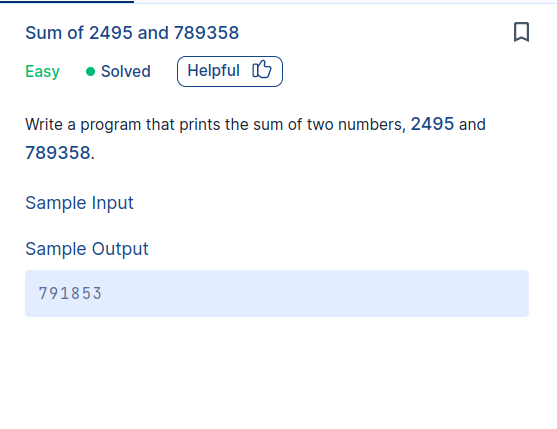 Sum of 2495 and 789358
Easy
Solved
Helpful
Write a program that prints the sum of two numbers, 2495 and
789358.
Sample Input
Sample Output
791853